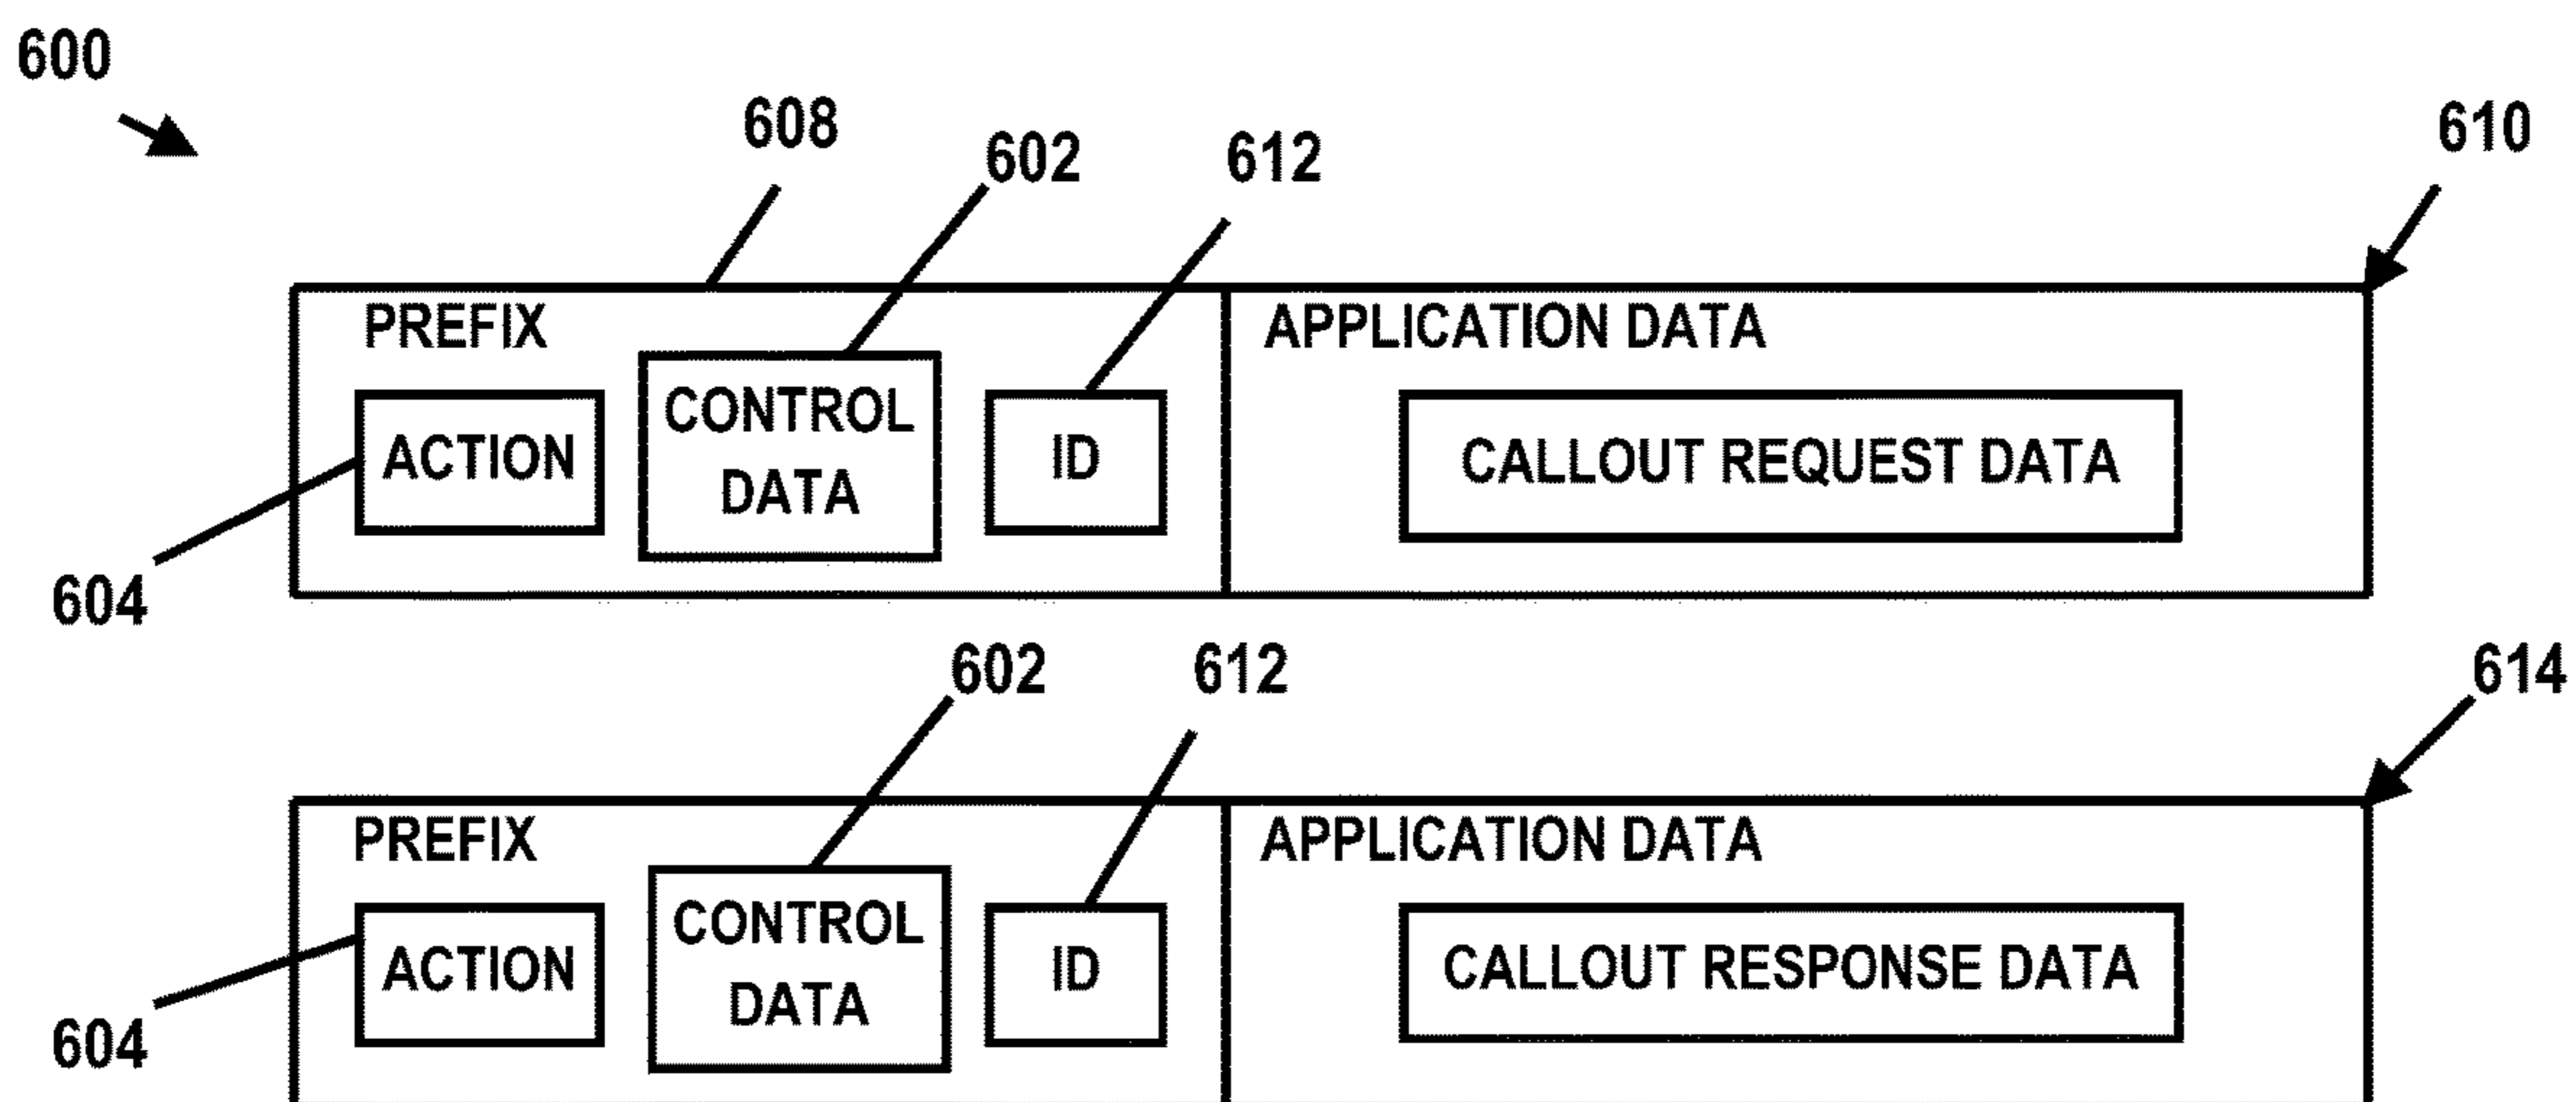 600
608
602
612
610
PREFIX
APPLICATION DATA
ACTION
CONTROL
DATA
ID
CALLOUT REQUEST DATA
604
602
612
614
PREFIX
APPLICATION DATA
ACTION
CONTROL
DATA
ID
CALLOUT RESPONSE DATA
604